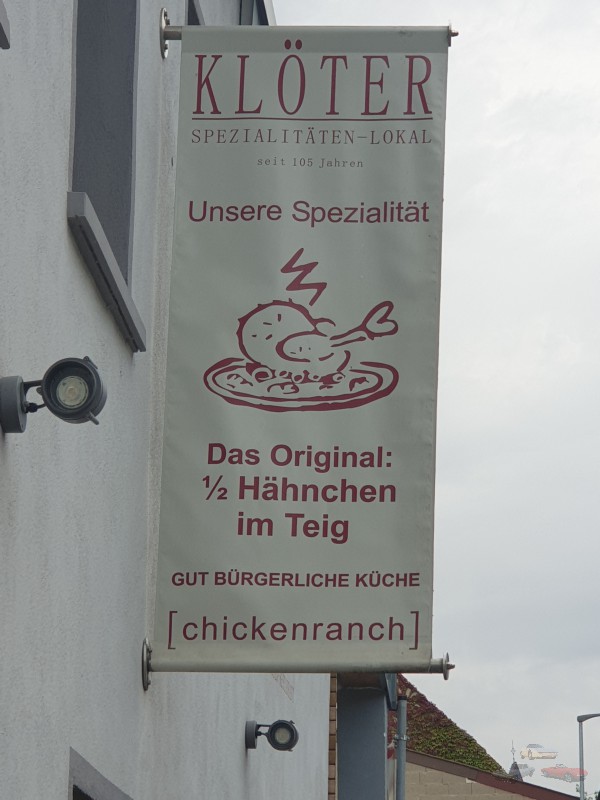 KLÖTER
SPEZIALITÄTEN-LOKAL
seit 105 Jahren
Unsere Spezialität
Das Original:
½ Hähnchen
im Teig
GUT BÜRGERLICHE KÜCHE
[chickenranch]